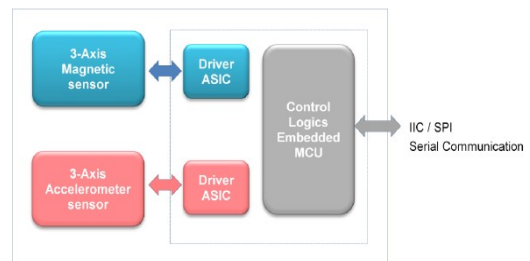 3-Axis
Magnetic
sensor
Driver
ASIC
Control
Logics
Embedded
MCU
IIC / SPI
Serial Communication
3-Axis
Accelerometer
sensor
Driver
ASIC